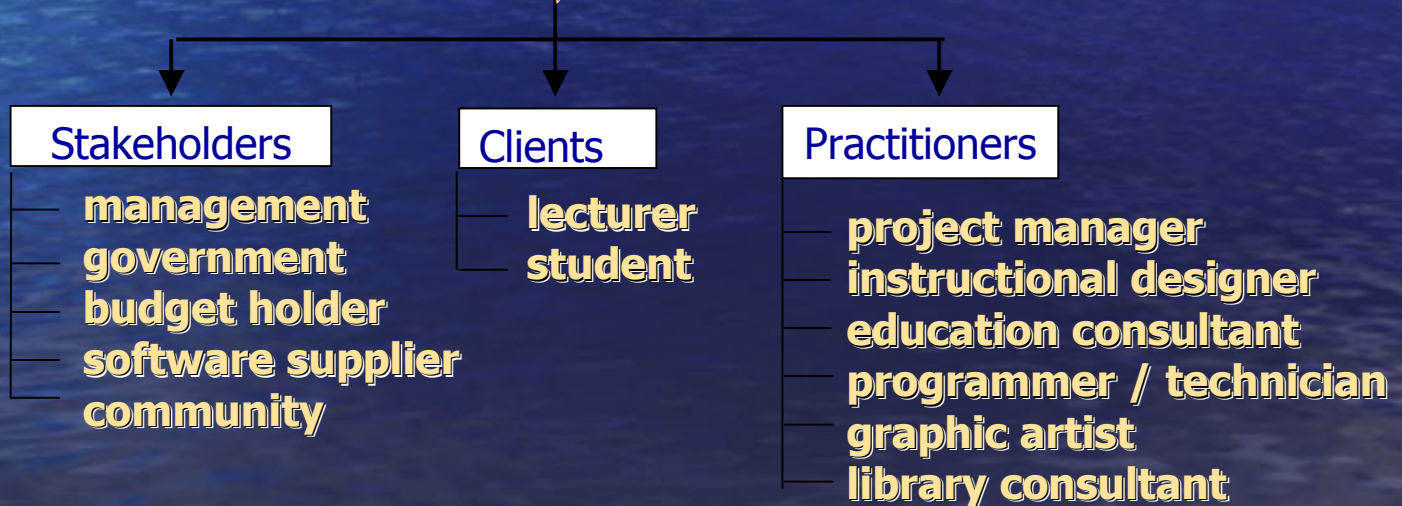 Stakeholders
management
government
budget holder
software supplier
community
Clients
lecturer
student
Practitioners
project manager
instructional designer
education consultant
programmer / technician
graphic artist
library consultant